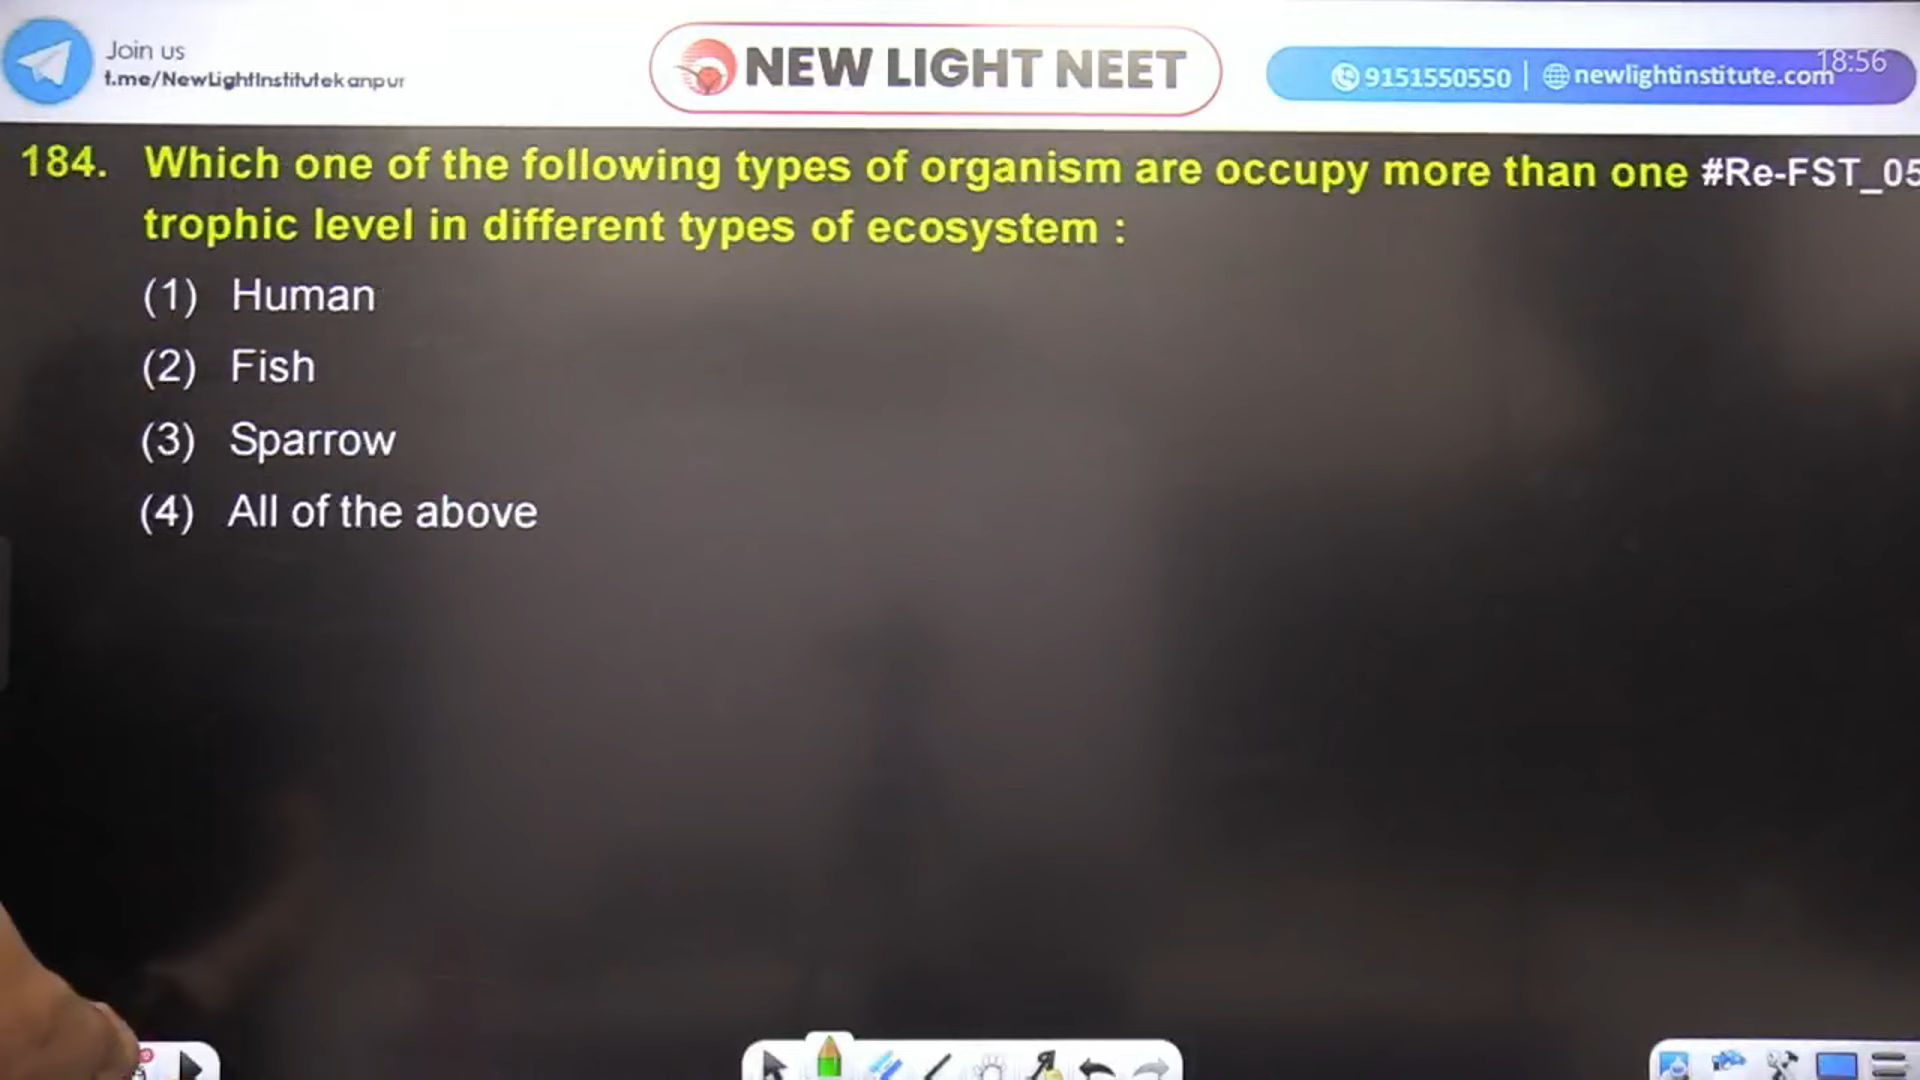 Join us
t.me/NewLightInstitutekanpur
NEW LIGHT NEET
9151550550 | newlightinstitute.com
18:56
184. Which one of the following types of organism are occupy more than one #Re-FST_05
trophic level in different types of ecosystem :
(1) Human
(2) Fish
(3) Sparrow
(4) All of the above